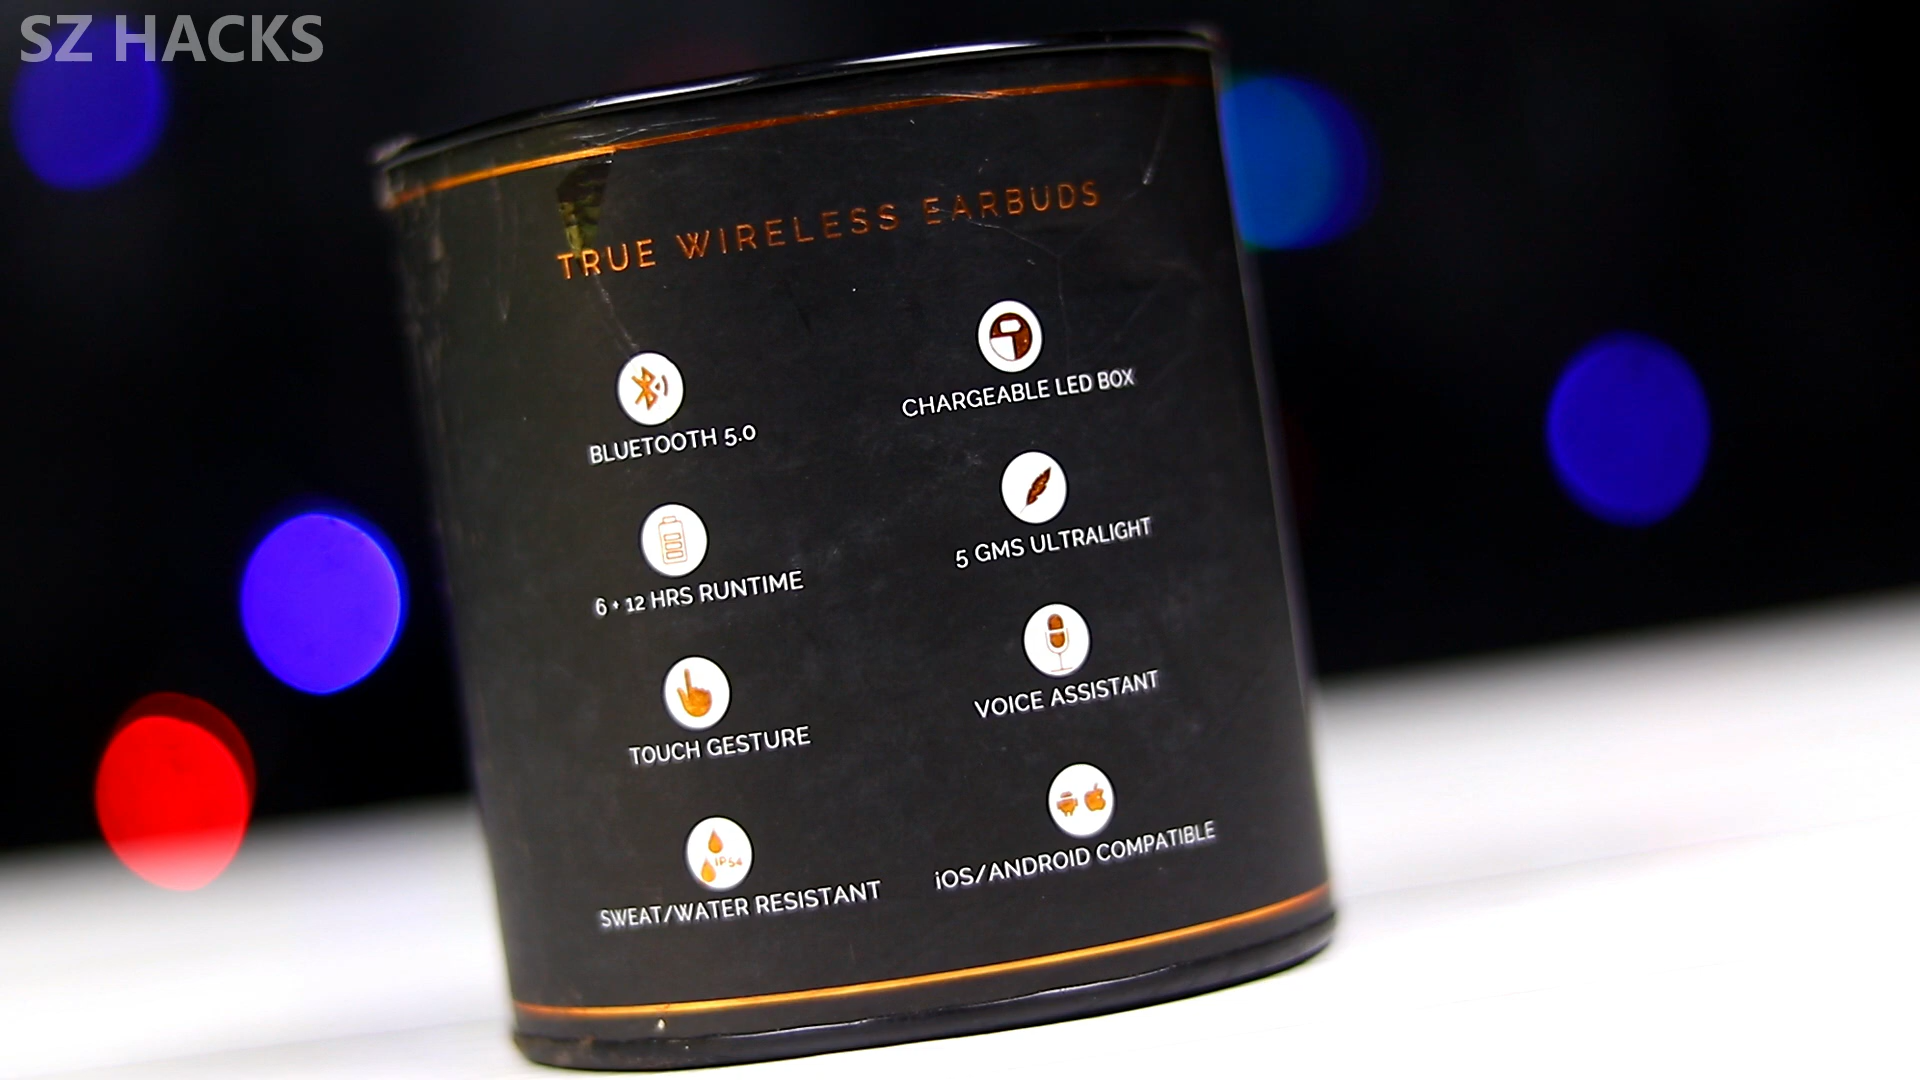 SZ HACKS
TRUE WIRELESS EARBUDS
BLUETOOTH 5.0
CHARGEABLE LED BOX
6 + 12 HRS RUNTIME
5 GMS ULTRALIGHT
TOUCH GESTURE
VOICE ASSISTANT
IP54
SWEAT/WATER RESISTANT
iOS/ANDROID COMPATIBLE